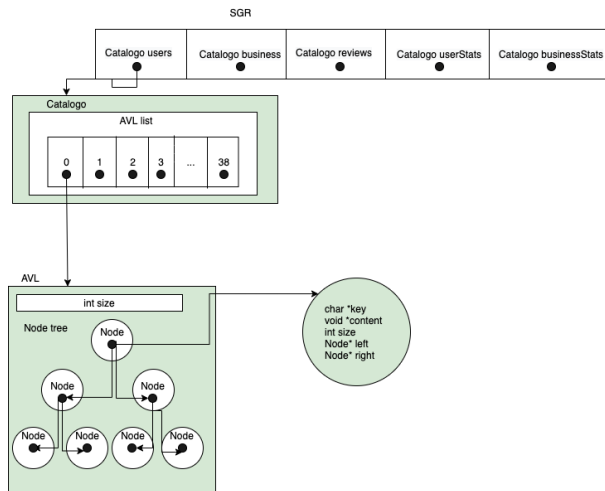 SGR
Catalogo users
Catalogo business
Catalogo reviews
Catalogo userStats
Catalogo businessStats
Catalogo
AVL list
0
1
2
3
...
38
AVL
int size
Node tree
Node
Node
Node
Node
Node
Node
Node
char *key
void *content
int size
Node* left
Node* right